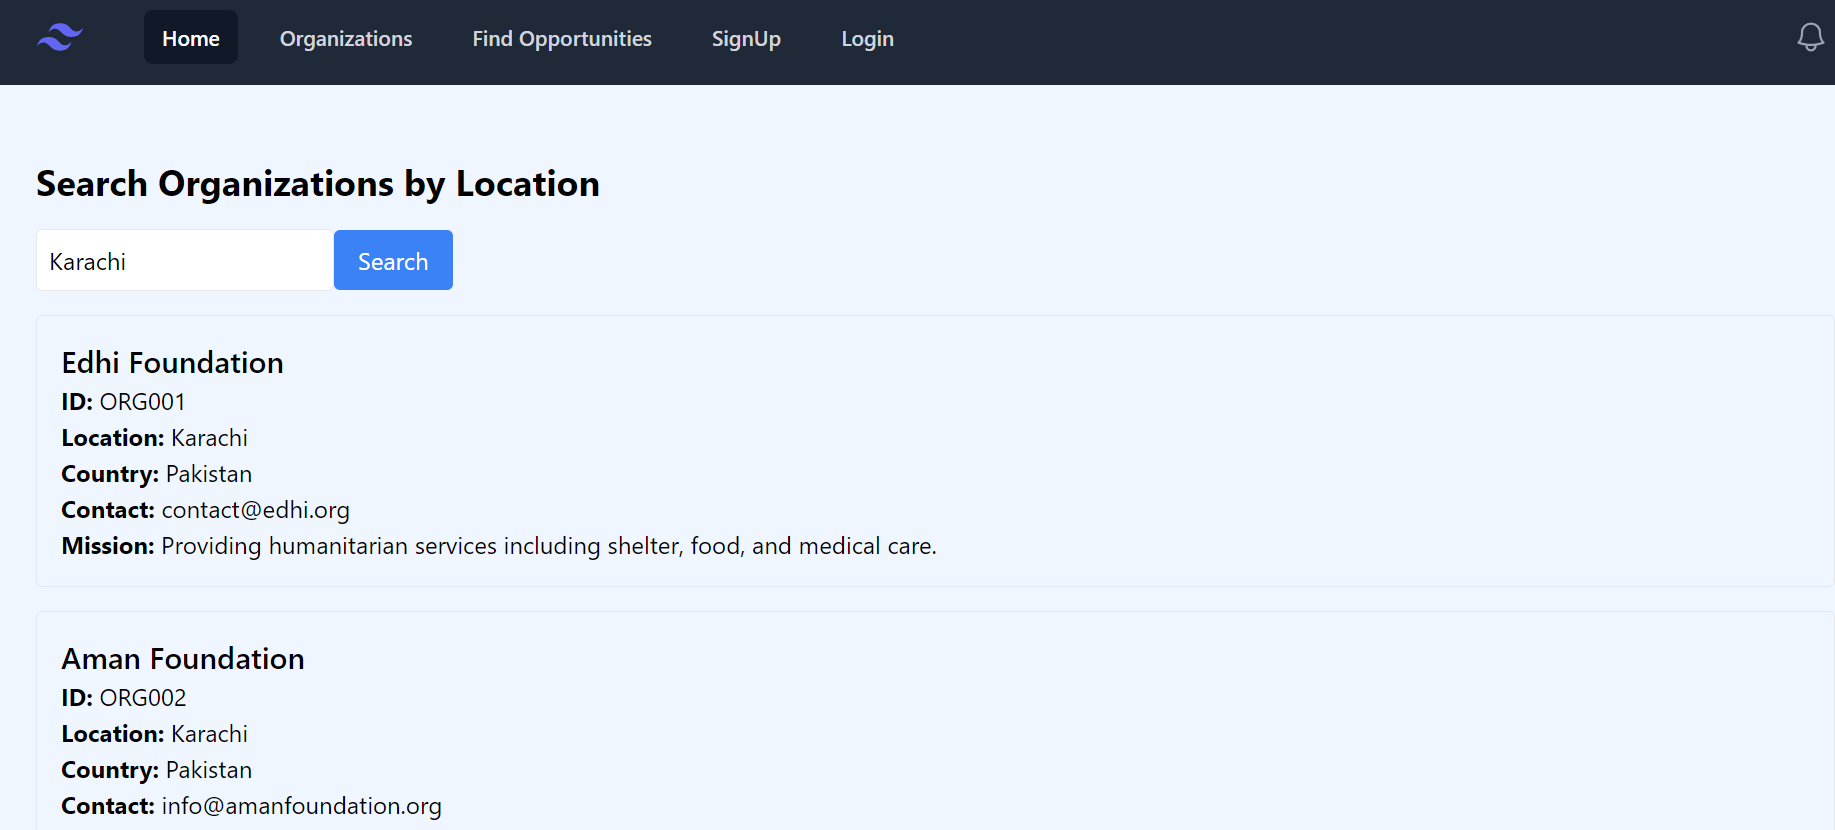 Home Organizations Find Opportunities SignUp Login
Search Organizations by Location
Karachi Search
Edhi Foundation
ID: ORG001
Location: Karachi
Country: Pakistan
Contact: contact@edhi.org
Mission: Providing humanitarian services including shelter, food, and medical care.
Aman Foundation
ID: ORG002
Location: Karachi
Country: Pakistan
Contact: info@amanfoundation.org